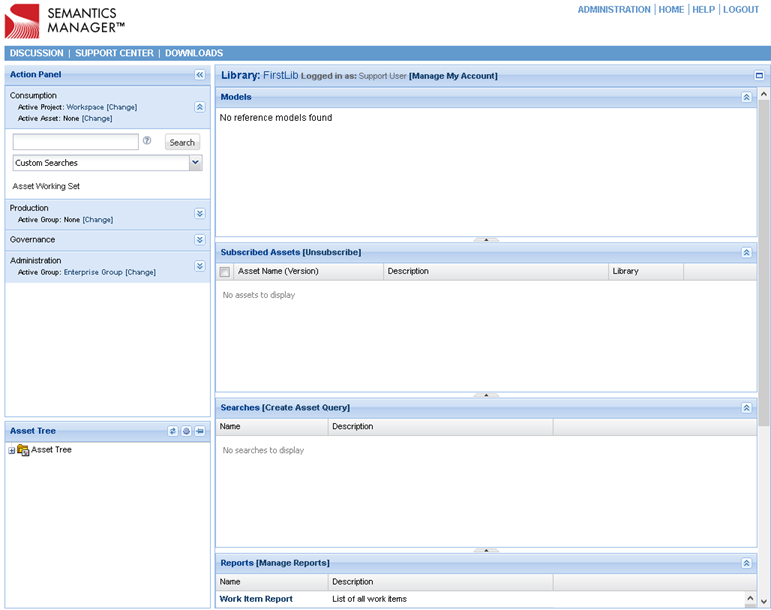 SEMANTICS
MANAGER™
ADMINISTRATION | HOME | HELP | LOGOUT
DISCUSSION | SUPPORT CENTER | DOWNLOADS
Action Panel
Consumption
Active Project: Workspace [Change]
Active Asset: None [Change]
Search
Custom Searches
Asset Working Set
Production
Active Group: None [Change]
Governance
Administration
Active Group: Enterprise Group [Change]
Asset Tree
Asset Tree
Library: FirstLib Logged in as: Support User [Manage My Account]
Models
No reference models found
Subscribed Assets [Unsubscribe]
Asset Name (Version) Description Library
No assets to display
Searches [Create Asset Query]
Name Description
No searches to display
Reports [Manage Reports]
Name Description
Work Item Report List of all work items